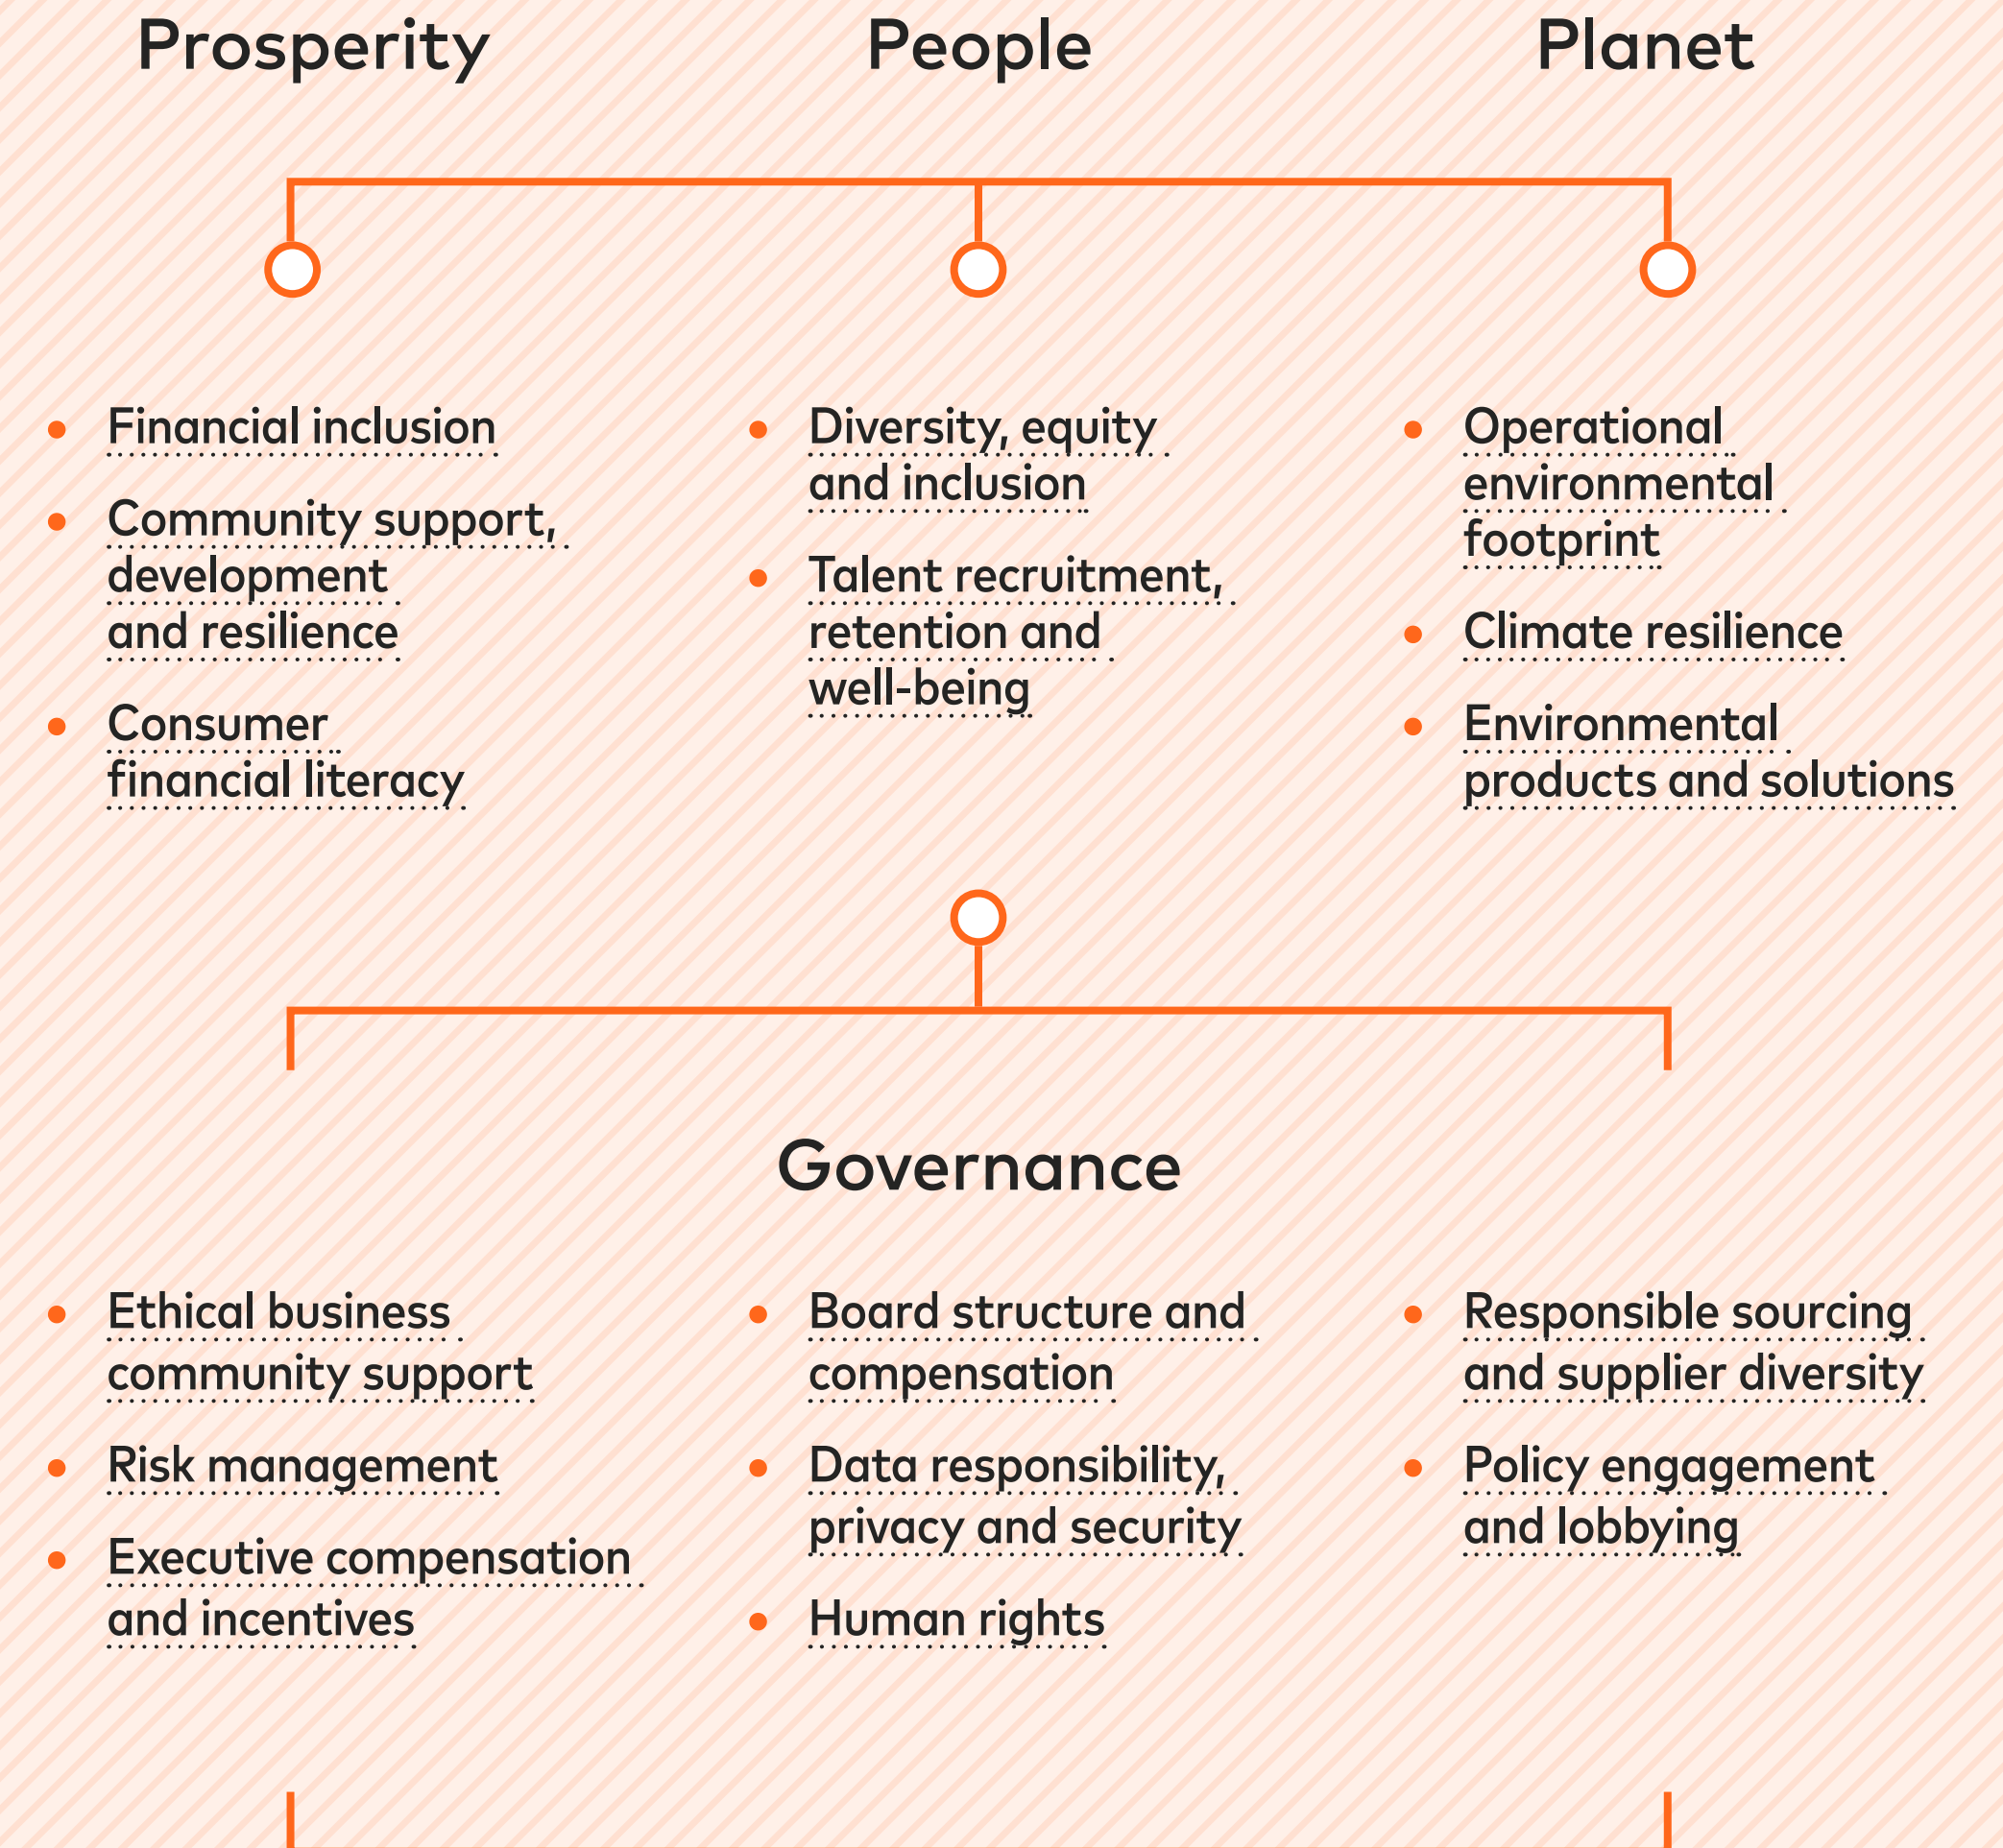 Prosperity
People
Planet
Financial inclusion
Community support,
development
and resilience
Consumer
financial literacy
Diversity, equity
and inclusion
Talent recruitment,
retention and
well-being
Operational
environmental
footprint
Climate resilience
Environmental
products and solutions
Governance
Ethical business
community support
Risk management
Executive compensation
and incentives
Board structure and
compensation
Data responsibility,
privacy and security
Human rights
Responsible sourcing
and supplier diversity
Policy engagement
and lobbying